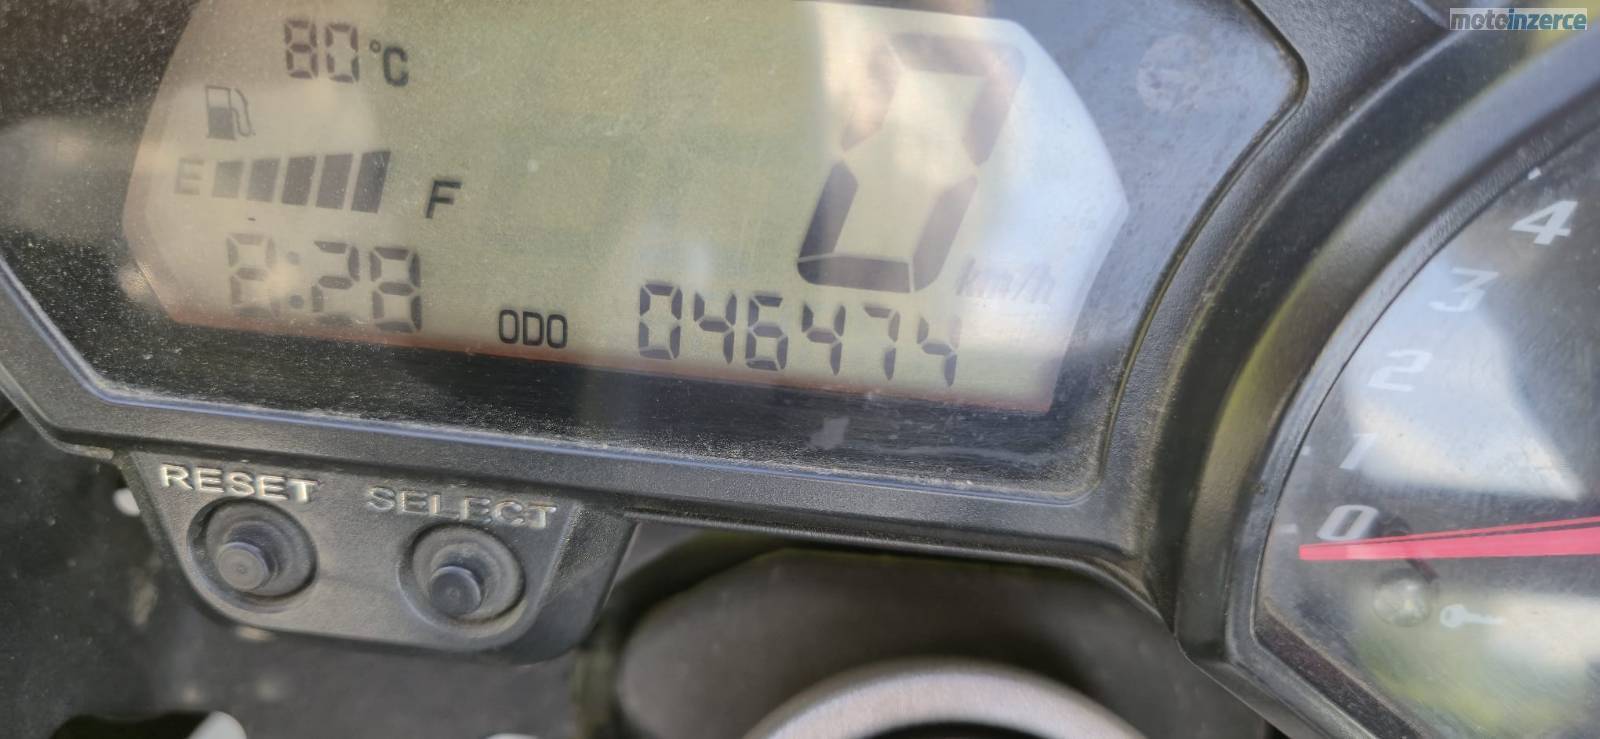 motoinzerce
80°C
0
km/h
E F
8:28
ODO 046474
RESET SELECT
4
3
2
1
0